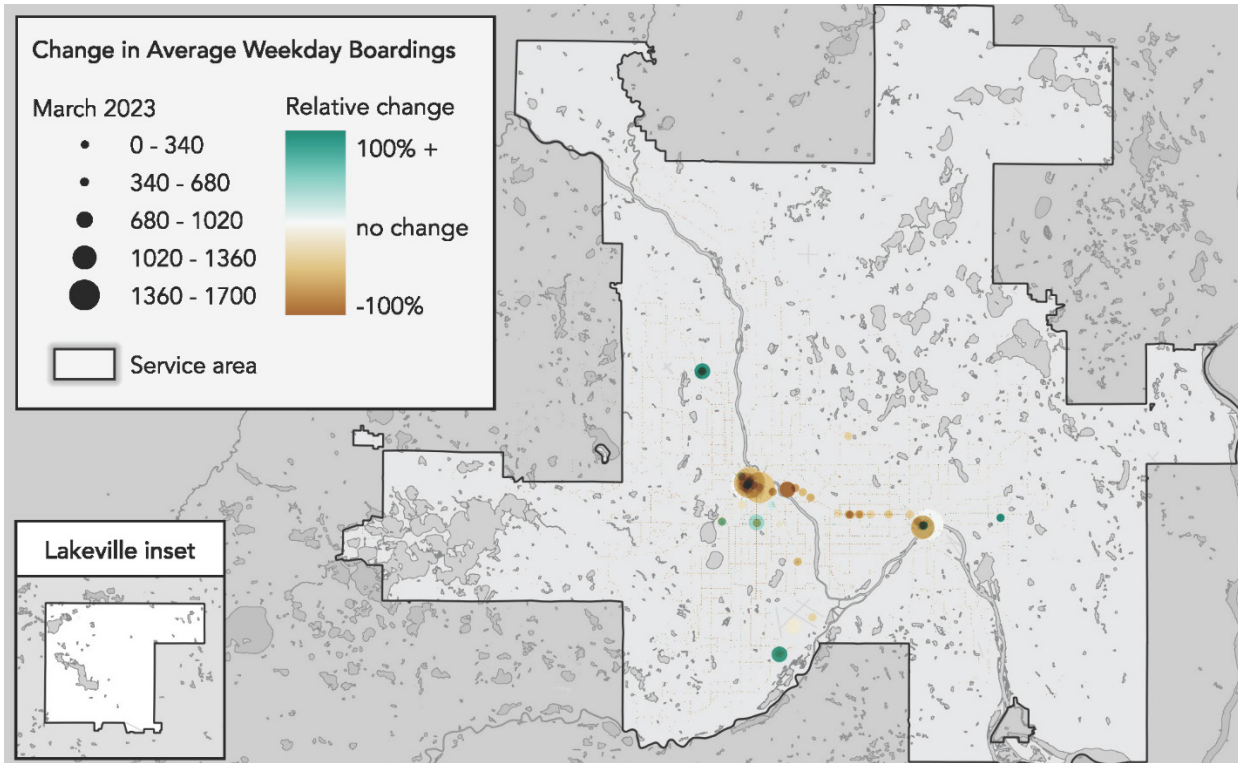 Change in Average Weekday Boardings
March 2023
0 - 340
340 - 680
680 - 1020
1020 - 1360
1360 - 1700
Relative change
100% +
no change
-100%
Service area
Lakeville inset